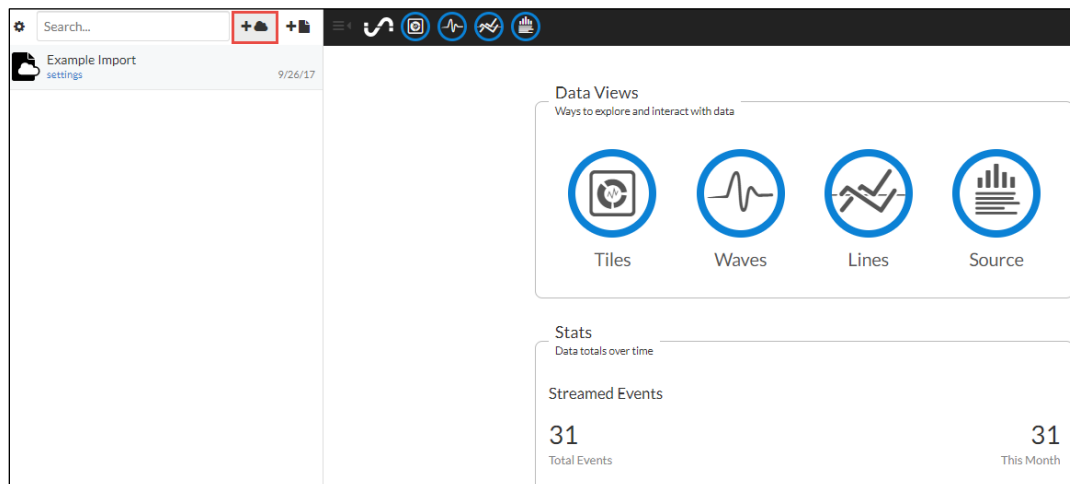 Search...
Example Import
settings
9/26/17
Data Views
Ways to explore and interact with data
Tiles
Waves
Lines
Source
Stats
Data totals over time
Streamed Events
31
31
Total Events
This Month